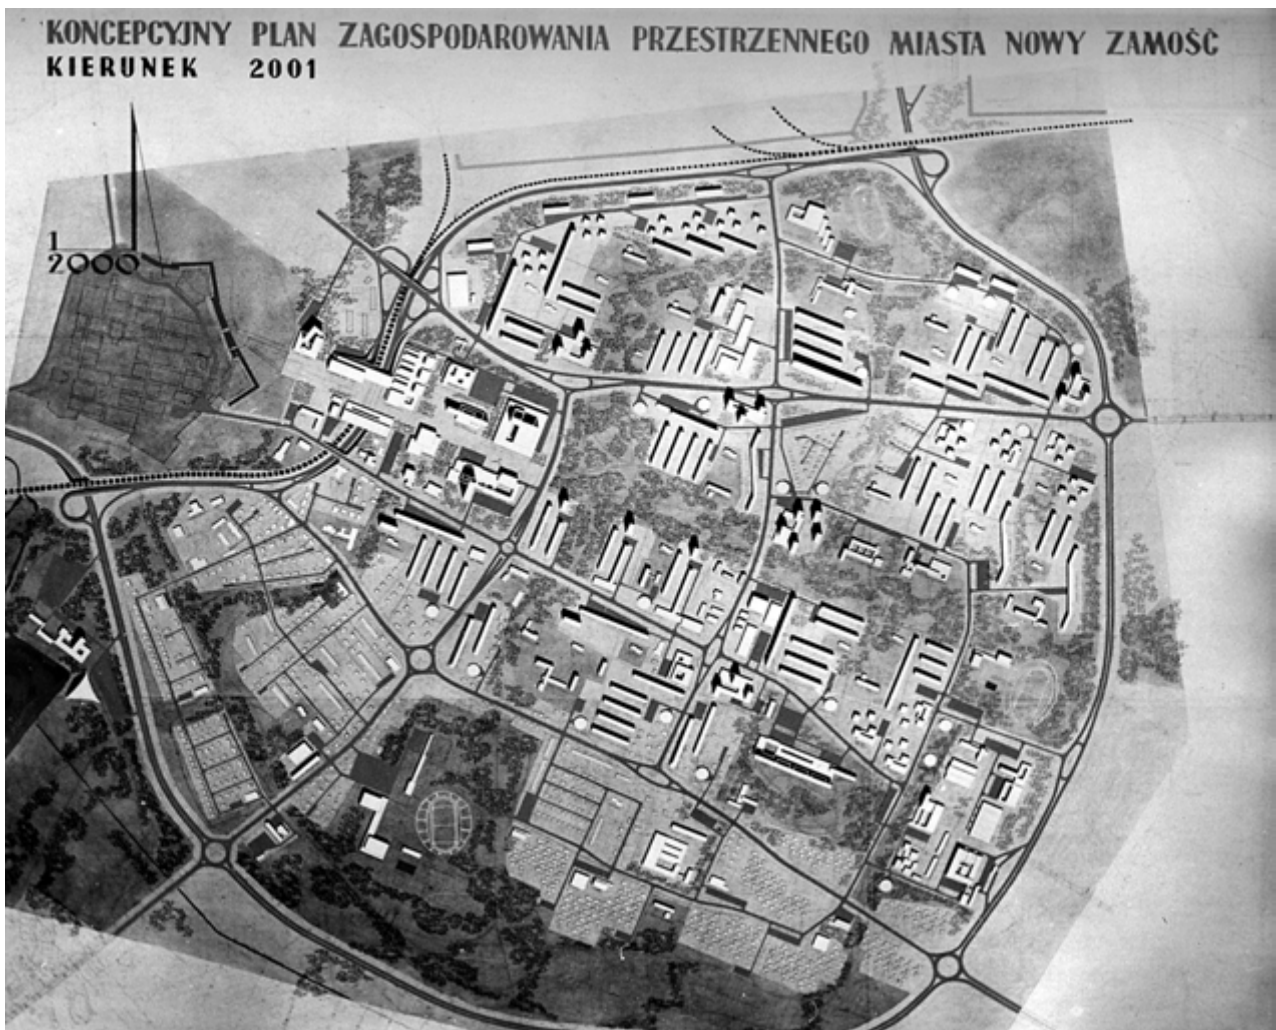 KONCEPCYJNY PLAN ZAGOSPODAROWANIA PRZESTRZENNEGO MIASTA NOWY ZAMOŚĆ
KIERUNEK 2001
1
2000